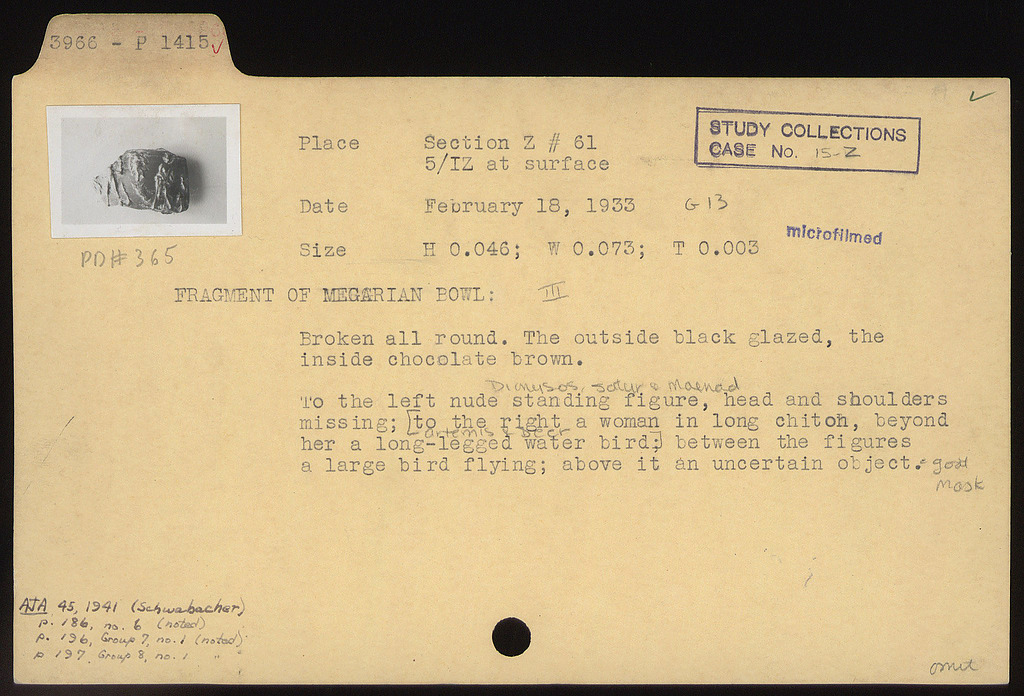 3966 - P 1415 ✓
✓
STUDY COLLECTIONS
CASE No. 15-Z
Place Section Z # 61
5/IZ at surface
Date February 18, 1933 G 13
microfilmed
Size H 0.046; W 0.073; T 0.003
PD# 365
FRAGMENT OF MEGARIAN BOWL: III
Broken all round. The outside black glazed, the
inside chocolate brown.
Dionysos, satyr & Maenad
To the left nude standing figure, head and shoulders
missing; [to the right a woman in long chiton, beyond
artemis & deer
her a long-legged water bird;] between the figures
a large bird flying; above it an uncertain object. goat
mask
AJA 45, 1941 (Schwabacher)
p. 186, no. 6 (noted)
p. 196, Group 7, no. 1 (noted)
p 197, Group 8, no. 1 " "
omit